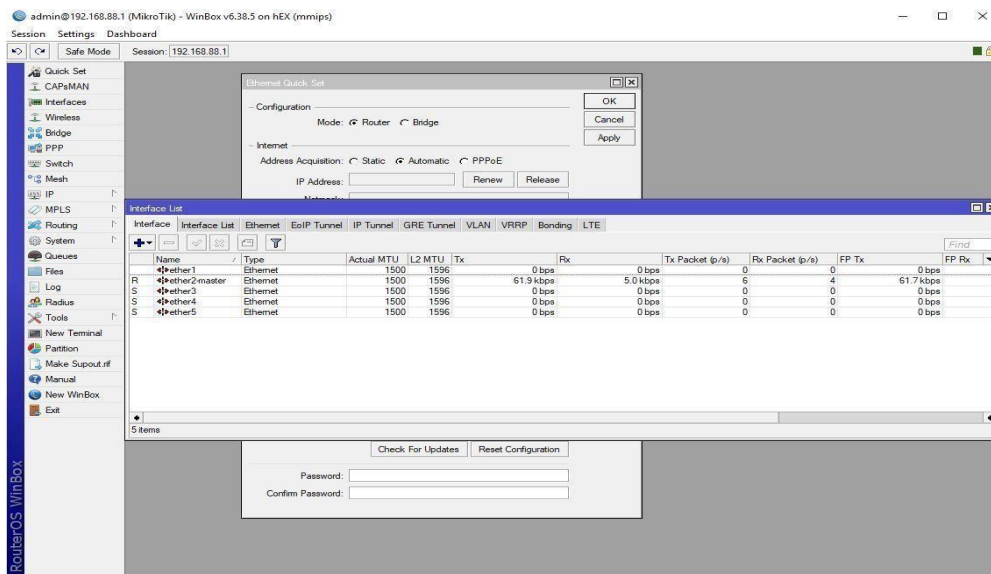 admin@192.168.88.1 (MikroTik) - WinBox v6.38.5 on hEX (mmips)
Session Settings Dashboard
Safe Mode Session: 192.168.88.1
Quick Set
CAPsMAN
Interfaces
Wireless
Bridge
PPP
Switch
Mesh
IP
MPLS
Routing
System
Queues
Files
Log
Radius
Tools
New Terminal
Partition
Make Supout.rif
Manual
New WinBox
Exit
RouterOS WinBox
Ethernet Quick Set
OK
Configuration
Mode: Router Bridge
Cancel
Apply
Internet
Address Acquisition: Static Automatic PPPoE
IP Address: Renew Release
Interface List
Interface Interface List Ethernet EoIP Tunnel IP Tunnel GRE Tunnel VLAN VRRP Bonding LTE
Find
Name Type Actual MTU L2 MTU Tx Rx Tx Packet (p/s) Rx Packet (p/s) FP Tx FP Rx
ether1 Ethernet 1500 1596 0 bps 0 bps 0 0 0 bps
R ether2-master Ethernet 1500 1596 61.9 kbps 5.0 kbps 6 4 61.7 kbps
S ether3 Ethernet 1500 1596 0 bps 0 bps 0 0 0 bps
S ether4 Ethernet 1500 1596 0 bps 0 bps 0 0 0 bps
S ether5 Ethernet 1500 1596 0 bps 0 bps 0 0 0 bps
5 items
Check For Updates Reset Configuration
Password:
Confirm Password: